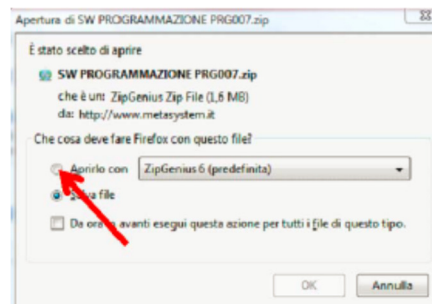 Apertura di SW PROGRAMMAZIONE PRG007.zip
È stato scelto di aprire
SW PROGRAMMAZIONE PRG007.zip
che è un: ZipGenius Zip File (1,6 MB)
da: http://www.metasystem.it
Che cosa deve fare Firefox con questo file?
Aprirlo con ZipGenius 6 (predefinita)
Salva file
Da ora in avanti esegui questa azione per tutti i file di questo tipo.
OK Annulla